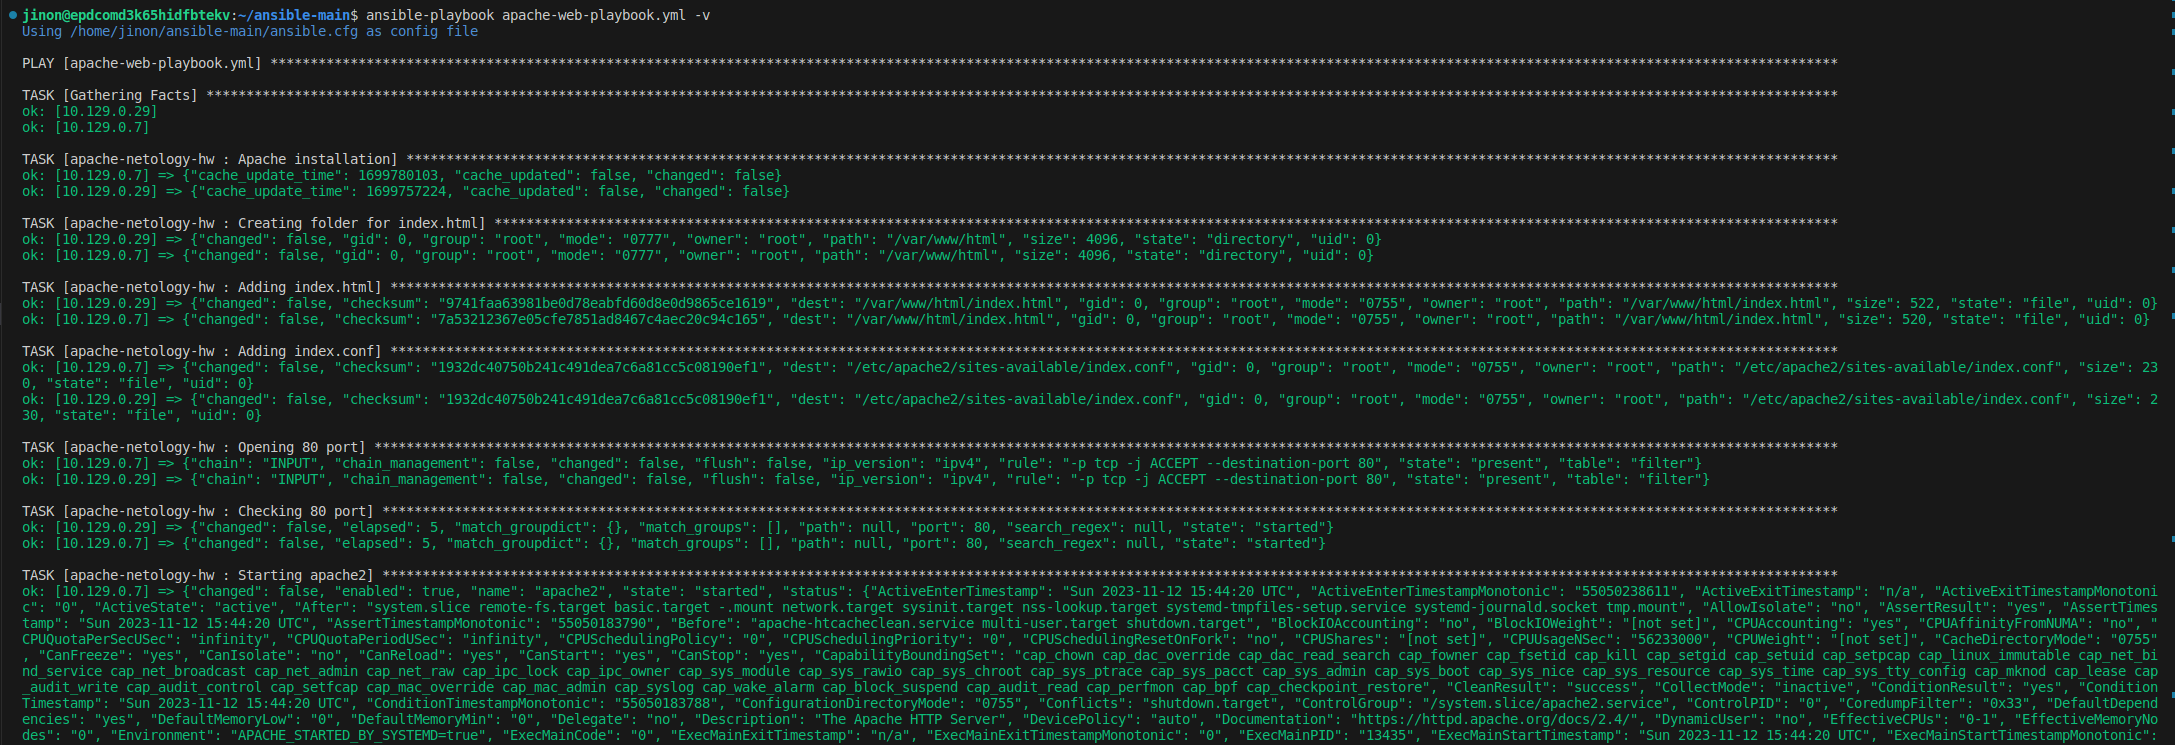 jinon@epdcomd3k65hidfbtekv:~/ansible-main$ ansible-playbook apache-web-playbook.yml -v
Using /home/jinon/ansible-main/ansible.cfg as config file
PLAY [apache-web-playbook.yml] ****************************************************************************************************************************************************************************************************
TASK [Gathering Facts] ************************************************************************************************************************************************************************************************************
ok: [10.129.0.29]
ok: [10.129.0.7]
TASK [apache-netology-hw : Apache installation] ***********************************************************************************************************************************************************************************
ok: [10.129.0.7] => {"cache_update_time": 1699780103, "cache_updated": false, "changed": false}
ok: [10.129.0.29] => {"cache_update_time": 1699757224, "cache_updated": false, "changed": false}
TASK [apache-netology-hw : Creating folder for index.html] ************************************************************************************************************************************************************************
ok: [10.129.0.29] => {"changed": false, "gid": 0, "group": "root", "mode": "0777", "owner": "root", "path": "/var/www/html", "size": 4096, "state": "directory", "uid": 0}
ok: [10.129.0.7] => {"changed": false, "gid": 0, "group": "root", "mode": "0777", "owner": "root", "path": "/var/www/html", "size": 4096, "state": "directory", "uid": 0}
TASK [apache-netology-hw : Adding index.html] *************************************************************************************************************************************************************************************
ok: [10.129.0.29] => {"changed": false, "checksum": "9741faa63981be0d78eabfd60d8e0d9865ce1619", "dest": "/var/www/html/index.html", "gid": 0, "group": "root", "mode": "0755", "owner": "root", "path": "/var/www/html/index.html", "size": 522, "state": "file", "uid": 0}
ok: [10.129.0.7] => {"changed": false, "checksum": "7a53212367e05cfe7851ad8467c4aec20c94c165", "dest": "/var/www/html/index.html", "gid": 0, "group": "root", "mode": "0755", "owner": "root", "path": "/var/www/html/index.html", "size": 520, "state": "file", "uid": 0}
TASK [apache-netology-hw : Adding index.conf] *************************************************************************************************************************************************************************************
ok: [10.129.0.7] => {"changed": false, "checksum": "1932dc40750b241c491dea7c6a81cc5c08190ef1", "dest": "/etc/apache2/sites-available/index.conf", "gid": 0, "group": "root", "mode": "0755", "owner": "root", "path": "/etc/apache2/sites-available/index.conf", "size": 23
0, "state": "file", "uid": 0}
ok: [10.129.0.29] => {"changed": false, "checksum": "1932dc40750b241c491dea7c6a81cc5c08190ef1", "dest": "/etc/apache2/sites-available/index.conf", "gid": 0, "group": "root", "mode": "0755", "owner": "root", "path": "/etc/apache2/sites-available/index.conf", "size": 2
30, "state": "file", "uid": 0}
TASK [apache-netology-hw : Opening 80 port] ***************************************************************************************************************************************************************************************
ok: [10.129.0.7] => {"chain": "INPUT", "chain_management": false, "changed": false, "flush": false, "ip_version": "ipv4", "rule": "-p tcp -j ACCEPT --destination-port 80", "state": "present", "table": "filter"}
ok: [10.129.0.29] => {"chain": "INPUT", "chain_management": false, "changed": false, "flush": false, "ip_version": "ipv4", "rule": "-p tcp -j ACCEPT --destination-port 80", "state": "present", "table": "filter"}
TASK [apache-netology-hw : Checking 80 port] **************************************************************************************************************************************************************************************
ok: [10.129.0.29] => {"changed": false, "elapsed": 5, "match_groupdict": {}, "match_groups": [], "path": null, "port": 80, "search_regex": null, "state": "started"}
ok: [10.129.0.7] => {"changed": false, "elapsed": 5, "match_groupdict": {}, "match_groups": [], "path": null, "port": 80, "search_regex": null, "state": "started"}
TASK [apache-netology-hw : Starting apache2] **************************************************************************************************************************************************************************************
ok: [10.129.0.7] => {"changed": false, "enabled": true, "name": "apache2", "state": "started", "status": {"ActiveEnterTimestamp": "Sun 2023-11-12 15:44:20 UTC", "ActiveEnterTimestampMonotonic": "55050238611", "ActiveExitTimestamp": "n/a", "ActiveExitTimestampMonotoni
c": "0", "ActiveState": "active", "After": "system.slice remote-fs.target basic.target -.mount network.target sysinit.target nss-lookup.target systemd-tmpfiles-setup.service systemd-journald.socket tmp.mount", "AllowIsolate": "no", "AssertResult": "yes", "AssertTimes
tamp": "Sun 2023-11-12 15:44:20 UTC", "AssertTimestampMonotonic": "55050183790", "Before": "apache-htcacheclean.service multi-user.target shutdown.target", "BlockIOAccounting": "no", "BlockIOWeight": "[not set]", "CPUAccounting": "yes", "CPUAffinityFromNUMA": "no", "
CPUQuotaPerSecUSec": "infinity", "CPUQuotaPeriodUSec": "infinity", "CPUSchedulingPolicy": "0", "CPUSchedulingPriority": "0", "CPUSchedulingResetOnFork": "no", "CPUShares": "[not set]", "CPUUsageNSec": "56233000", "CPUWeight": "[not set]", "CacheDirectoryMode": "0755"
, "CanFreeze": "yes", "CanIsolate": "no", "CanReload": "yes", "CanStart": "yes", "CanStop": "yes", "CapabilityBoundingSet": "cap_chown cap_dac_override cap_dac_read_search cap_fowner cap_fsetid cap_kill cap_setgid cap_setuid cap_setpcap cap_linux_immutable cap_net_bi
nd_service cap_net_broadcast cap_net_admin cap_net_raw cap_ipc_lock cap_ipc_owner cap_sys_module cap_sys_rawio cap_sys_chroot cap_sys_ptrace cap_sys_pacct cap_sys_admin cap_sys_boot cap_sys_nice cap_sys_resource cap_sys_time cap_sys_tty_config cap_mknod cap_lease cap
_audit_write cap_audit_control cap_setfcap cap_mac_override cap_mac_admin cap_syslog cap_wake_alarm cap_block_suspend cap_audit_read cap_perfmon cap_bpf cap_checkpoint_restore", "CleanResult": "success", "CollectMode": "inactive", "ConditionResult": "yes", "Condition
Timestamp": "Sun 2023-11-12 15:44:20 UTC", "ConditionTimestampMonotonic": "55050183788", "ConfigurationDirectoryMode": "0755", "Conflicts": "shutdown.target", "ControlGroup": "/system.slice/apache2.service", "ControlPID": "0", "CoredumpFilter": "0x33", "DefaultDepend
encies": "yes", "DefaultMemoryLow": "0", "DefaultMemoryMin": "0", "Delegate": "no", "Description": "The Apache HTTP Server", "DevicePolicy": "auto", "Documentation": "https://httpd.apache.org/docs/2.4/", "DynamicUser": "no", "EffectiveCPUs": "0-1", "EffectiveMemoryNo
des": "0", "Environment": "APACHE_STARTED_BY_SYSTEMD=true", "ExecMainCode": "0", "ExecMainExitTimestamp": "n/a", "ExecMainExitTimestampMonotonic": "0", "ExecMainPID": "13435", "ExecMainStartTimestamp": "Sun 2023-11-12 15:44:20 UTC", "ExecMainStartTimestampMonotonic":